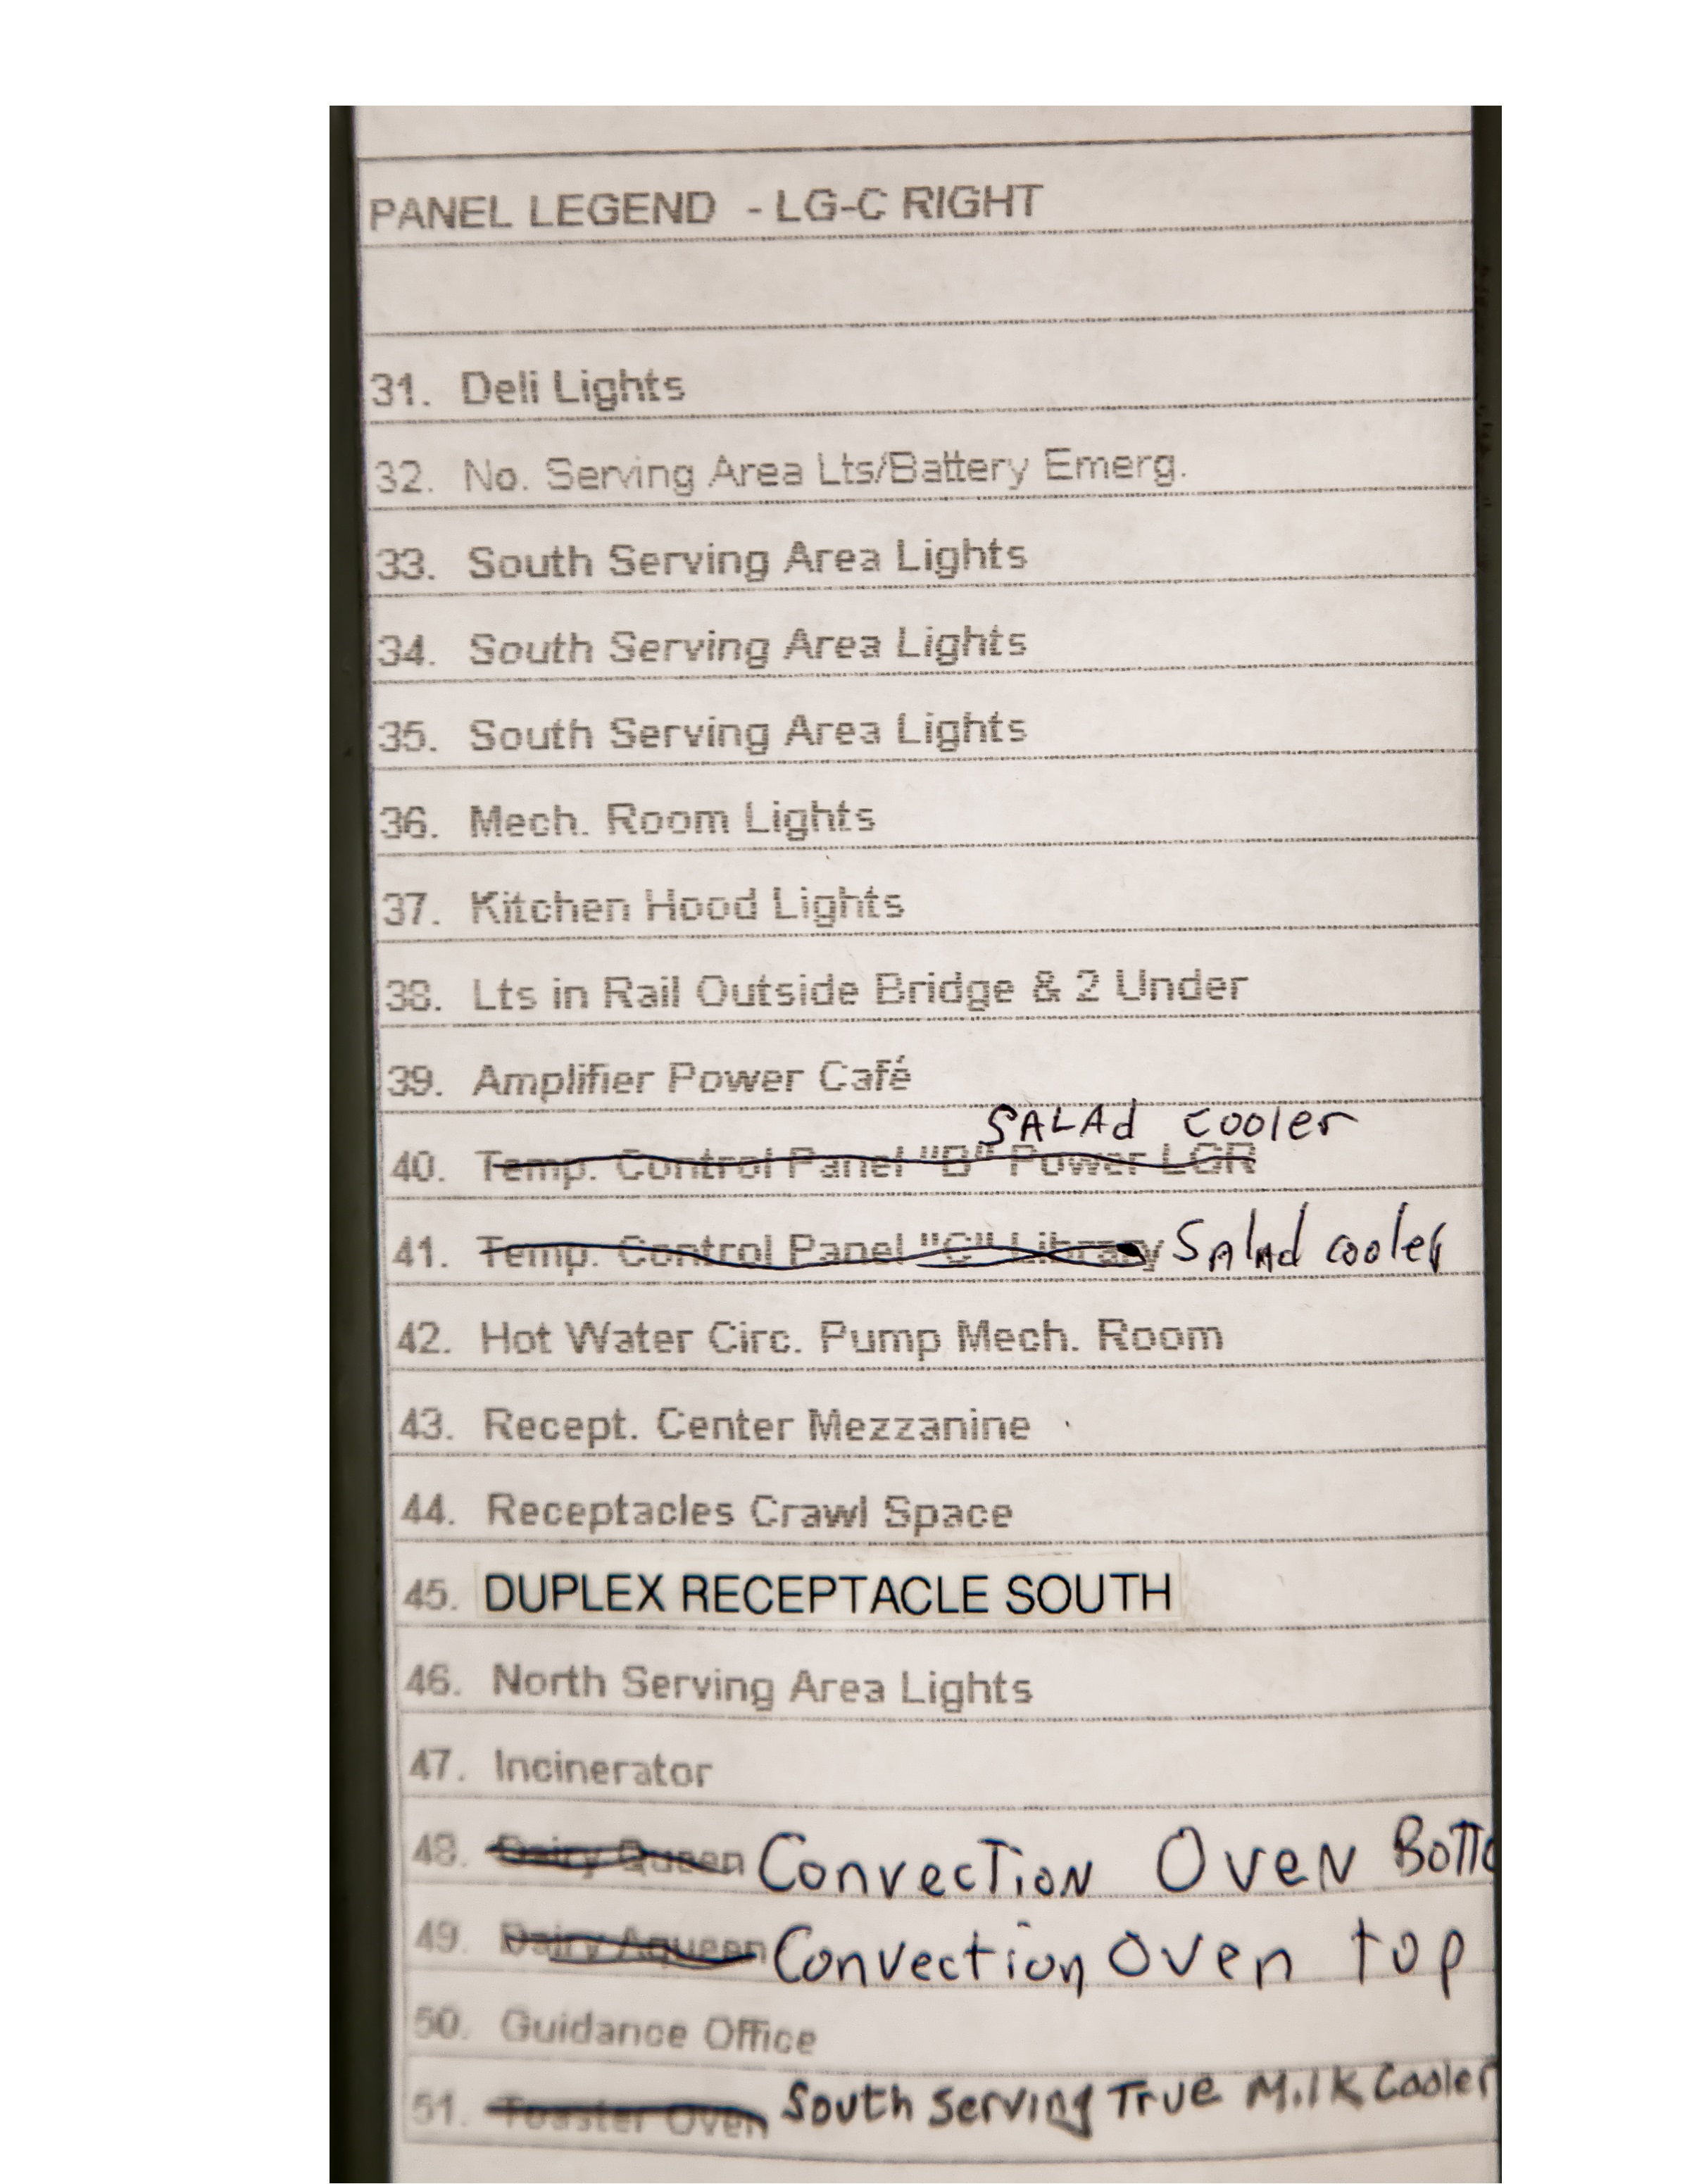 PANEL LEGEND - LG-C RIGHT
31. Deli Lights
32. No. Serving Area Lts/Battery Emerg.
33. South Serving Area Lights
34. South Serving Area Lights
35. South Serving Area Lights
36. Mech. Room Lights
37. Kitchen Hood Lights
38. Lts in Rail Outside Bridge & 2 Under
39. Amplifier Power Café
SALAd cooler
40. Temp. Control Panel "B" Power LGR
41. Temp. Control Panel "C" Library SALAd cooler
42. Hot Water Circ. Pump Mech. Room
43. Recept. Center Mezzanine
44. Receptacles Crawl Space
45. DUPLEX RECEPTACLE SOUTH
46. North Serving Area Lights
47. Incinerator
48. Dairy Queen ConvecTioN OveN BoTTo
49. Dairy Aqueen Convection Oven top
50. Guidance Office
51. Toaster Oven South Serving True Milk Cooler